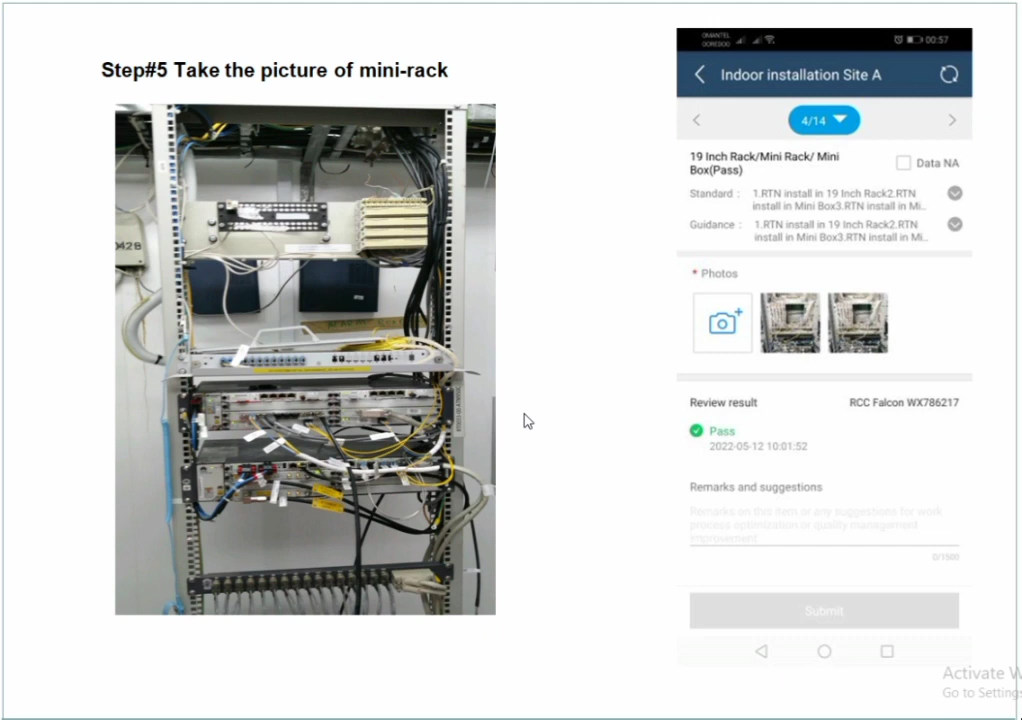 Step#5 Take the picture of mini-rack
OMANTEL
OOREDOO
00:57
Indoor installation Site A
4/14
19 Inch Rack/Mini Rack/ Mini
Box(Pass)
Data NA
Standard :
1.RTN install in 19 Inch Rack2.RTN
install in Mini Box3.RTN install in Mi...
Guidance :
1.RTN install in 19 Inch Rack2.RTN
install in Mini Box3.RTN install in Mi...
* Photos
Review result
RCC Falcon WX786217
Pass
2022-05-12 10:01:52
Remarks and suggestions
Remarks on this item or any suggestions for work
process optimization or quality management
improvement
0/1500
Submit
Activate W
Go to Settings